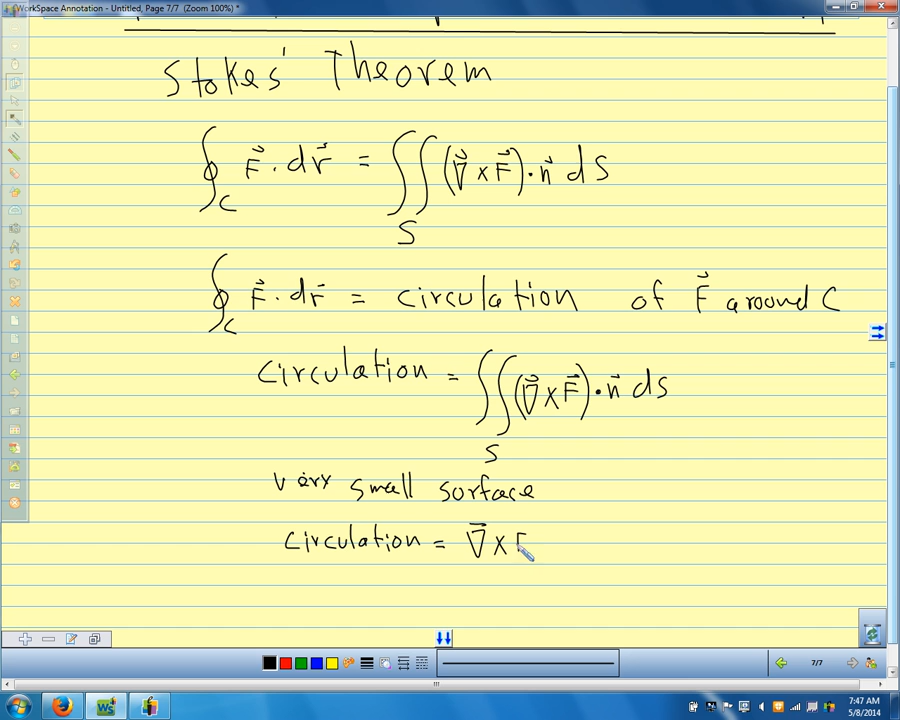 WorkSpace Annotation - Untitled, Page 7/7 (Zoom 100%) *
Stokes' Theorem
∮_C F⃗ · dr⃗ = ∬_S (∇⃗ × F⃗) · n⃗ dS
∮_C F⃗ · dr⃗ = circulation of F⃗ around C
Circulation = ∬_S (∇⃗ × F⃗) · n⃗ dS
very small surface
Circulation = ∇⃗ × F
7/7
7:47 AM
5/8/2014